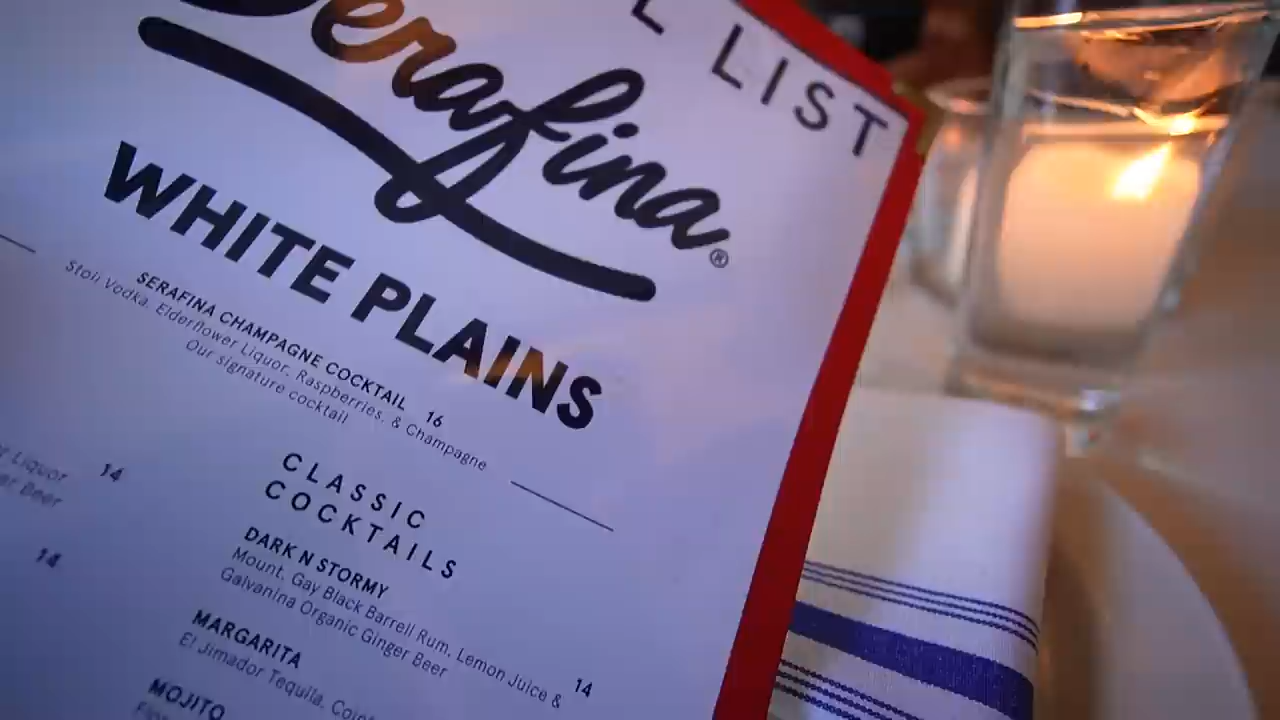 L LIST
Serafina®
WHITE PLAINS
SERAFINA CHAMPAGNE COCKTAIL 16
Stoli Vodka, Elderflower Liquor, Raspberries, & Champagne
Our signature cocktail
Liquor 14
Beer
14
CLASSIC
COCKTAILS
DARK N STORMY
Mount. Gay Black Barrell Rum, Lemon Juice &
Galvanina Organic Ginger Beer 14
MARGARITA
El Jimador Tequila,
MOJITO